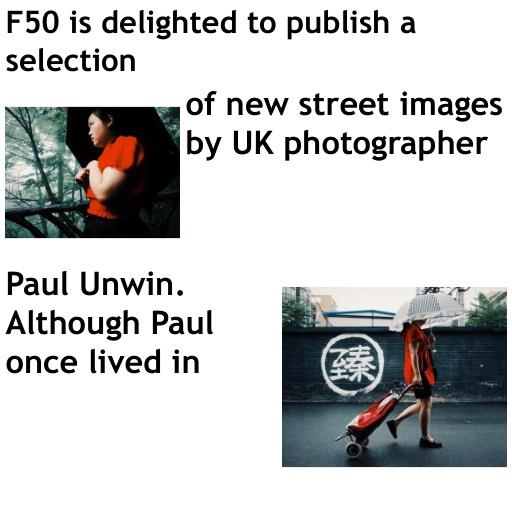 F50 is delighted to publish a
selection
of new street images
by UK photographer
Paul Unwin.
Although Paul
once lived in
臻